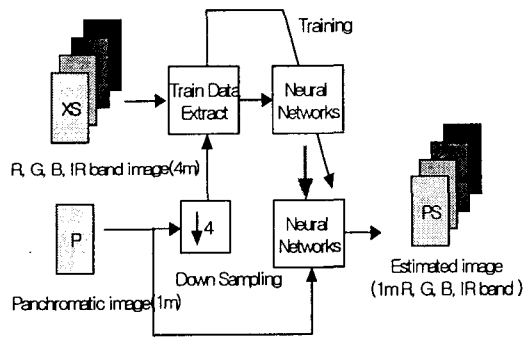 Training
XS
Train Data
Extract
Neural
Networks
R, G, B, IR band image(4m)
P
4
Down Sampling
Neural
Networks
PS
Panchromatic image(1m)
Estimated image
(1m R, G, B, IR band)